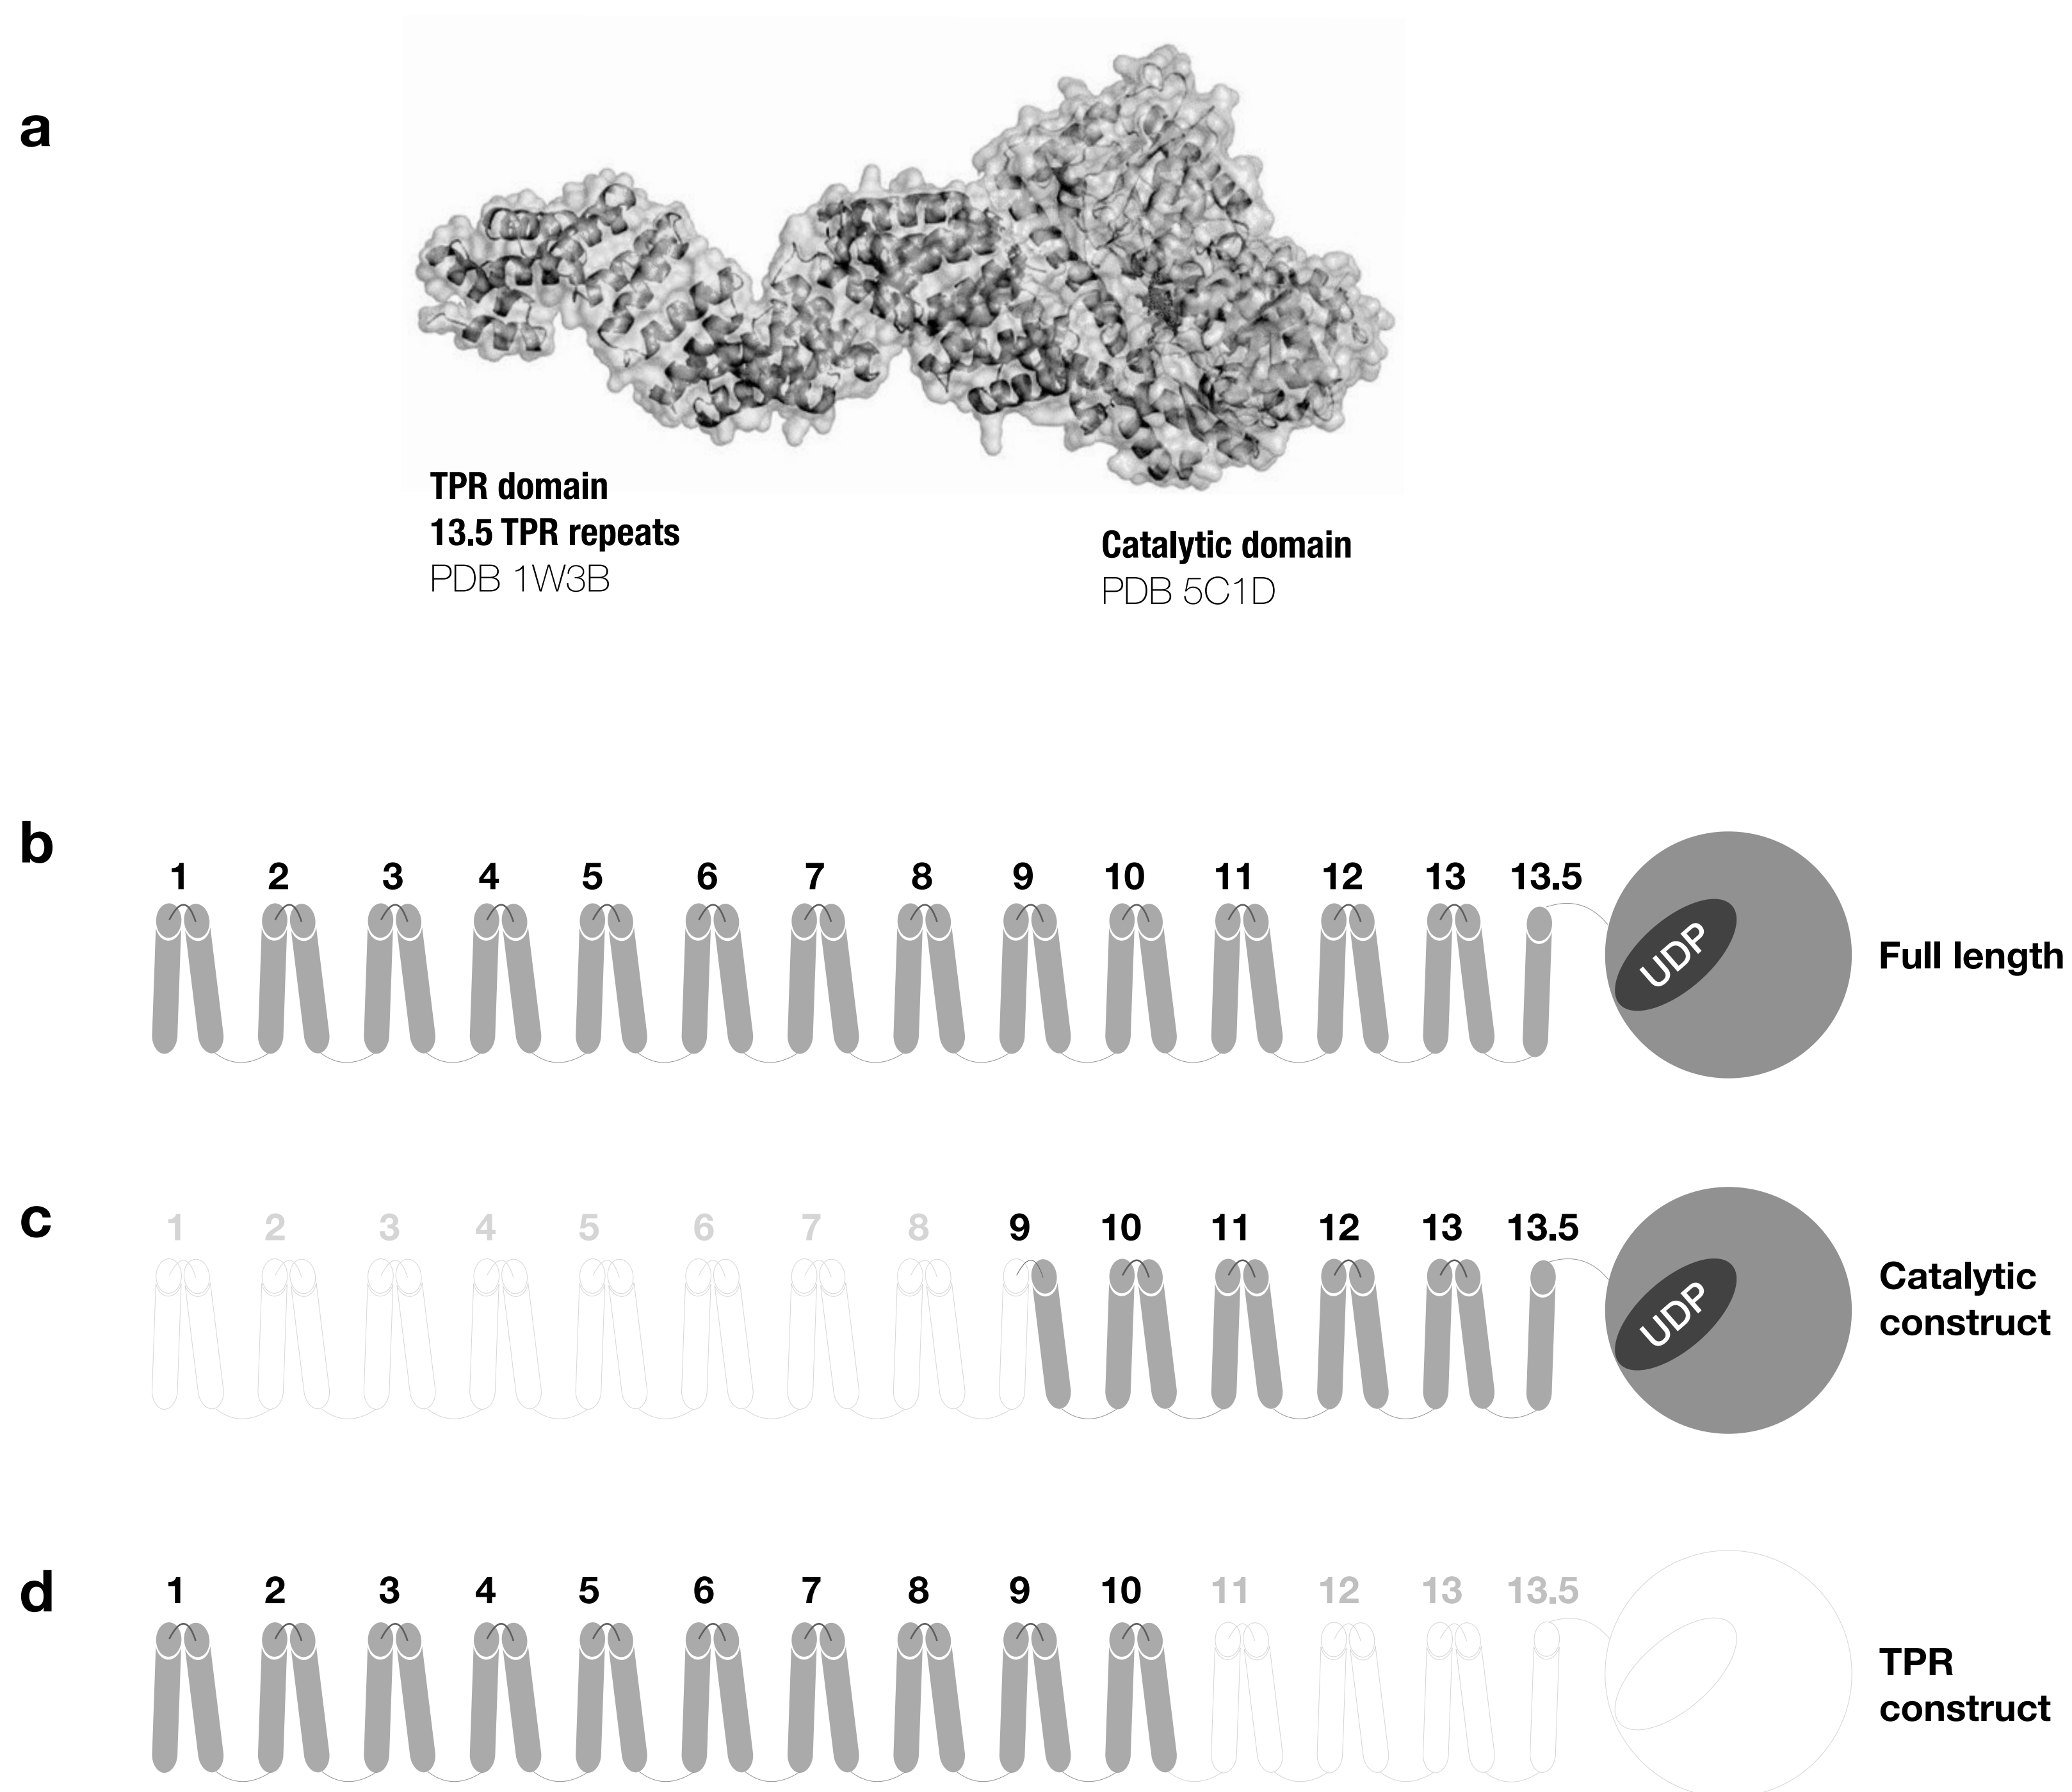 a
TPR domain
13.5 TPR repeats
PDB 1W3B
Catalytic domain
PDB 5C1D
b
1 2 3 4 5 6 7 8 9 10 11 12 13 13.5
UDP
Full length
c
1 2 3 4 5 6 7 8 9 10 11 12 13 13.5
UDP
Catalytic
construct
d
1 2 3 4 5 6 7 8 9 10 11 12 13 13.5
TPR
construct